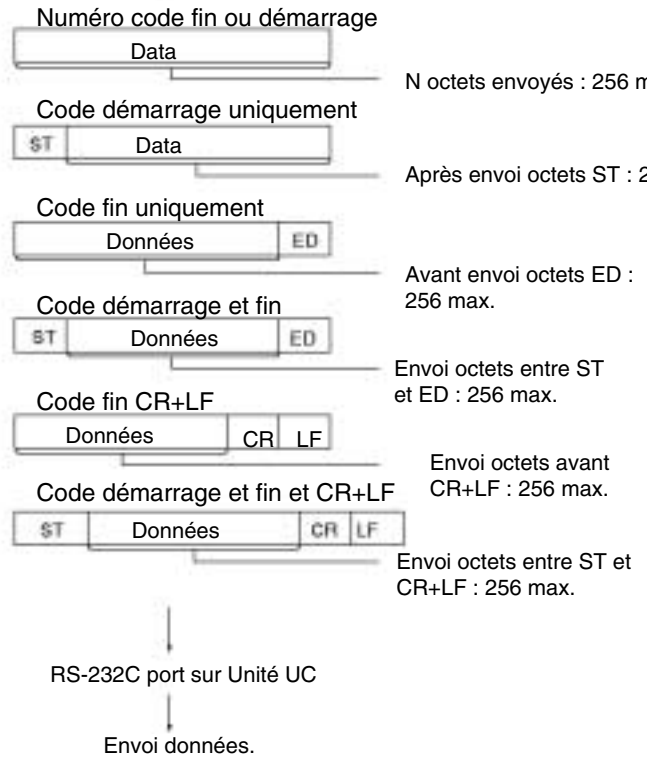 Numéro code fin ou démarrage
Data
N octets envoyés : 256
Code démarrage uniquement
ST Data
Après envoi octets ST :
Code fin uniquement
Données ED
Avant envoi octets ED :
256 max.
Code démarrage et fin
ST Données ED
Envoi octets entre ST
et ED : 256 max.
Code fin CR+LF
Données CR LF
Envoi octets avant
CR+LF : 256 max.
Code démarrage et fin et CR+LF
ST Données CR LF
Envoi octets entre ST et
CR+LF : 256 max.
RS-232C port sur Unité UC
Envoi données.